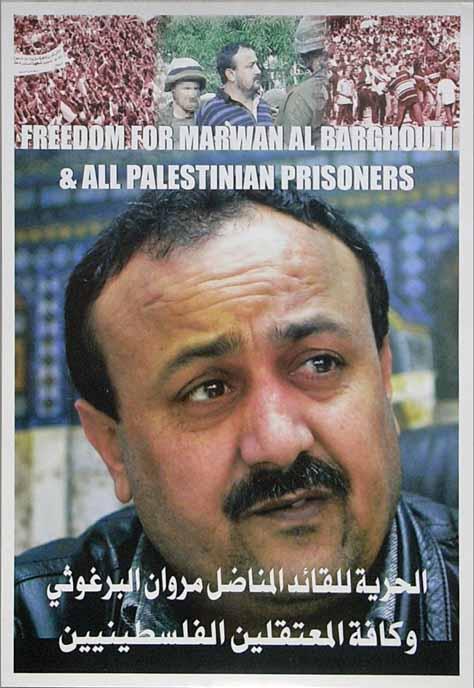 FREEDOM FOR MARWAN AL BARGHOUTI
& ALL PALESTINIAN PRISONERS
الحرية للقائد المناضل مروان البرغوثي
وكافة المعتقلين الفلسطينيين